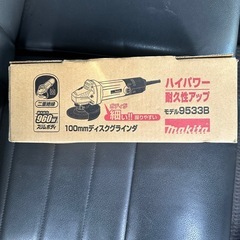 二重絶縁
960W
スリムボディ
細い!!
握りやすい
100mmディスクグラインダ
ハイパワー
耐久性アップ
モデル9533B
makita